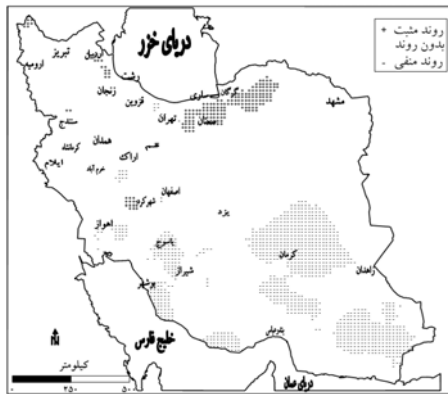 دریای خزر
روند مثبت +
بدون روند
روند منفی -
تبریز
ارومیه
اردبیل
رشت
زنجان
قزوین
ساری
گرگان
مشهد
تهران
سمنان
سنندج
همدان
قم
کرمانشاه
اراک
ایلام
خرم آباد
اصفهان
شهرکرد
یزد
اهواز
یاسوج
کرمان
شیراز
زاهدان
بوشهر
بندرعباس
خلیج فارس
دریای عمان
کیلومتر
۰ ۲۵۰ ۵۰۰